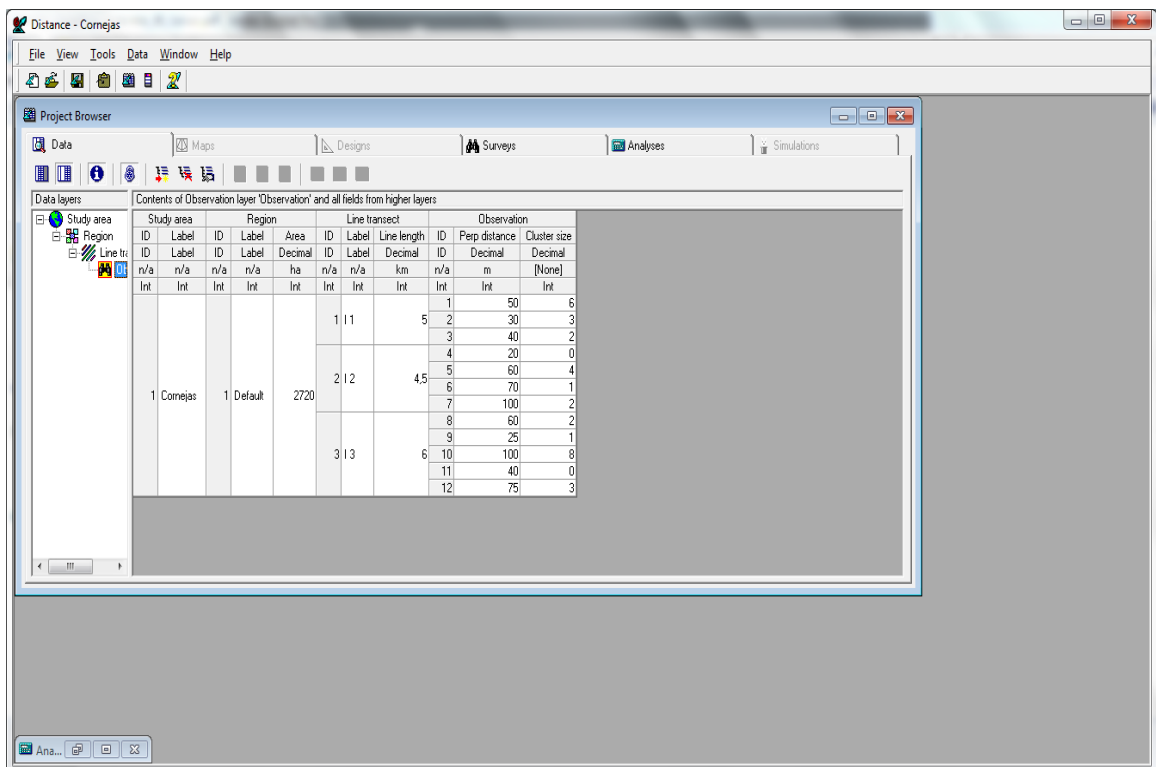 Distance - Cornejas
File View Tools Data Window Help
Project Browser
Data Maps Designs Surveys Analyses Simulations
Data layers Contents of Observation layer 'Observation' and all fields from higher layers
Study area
Region
Line tra
Ob
Study area Region Line transect Observation
ID Label ID Label Area ID Label Line length ID Perp distance Cluster size
ID Label ID Label Decimal ID Label Decimal ID Decimal Decimal
n/a n/a n/a n/a ha n/a n/a km n/a m [None]
Int Int Int Int Int Int Int Int Int Int Int
1 Cornejas 1 Default 2720
1 l 1 5
1 50 6
2 30 3
3 40 2
2 l 2 4,5
4 20 0
5 60 4
6 70 1
7 100 2
3 l 3 6
8 60 2
9 25 1
10 100 8
11 40 0
12 75 3
Ana...